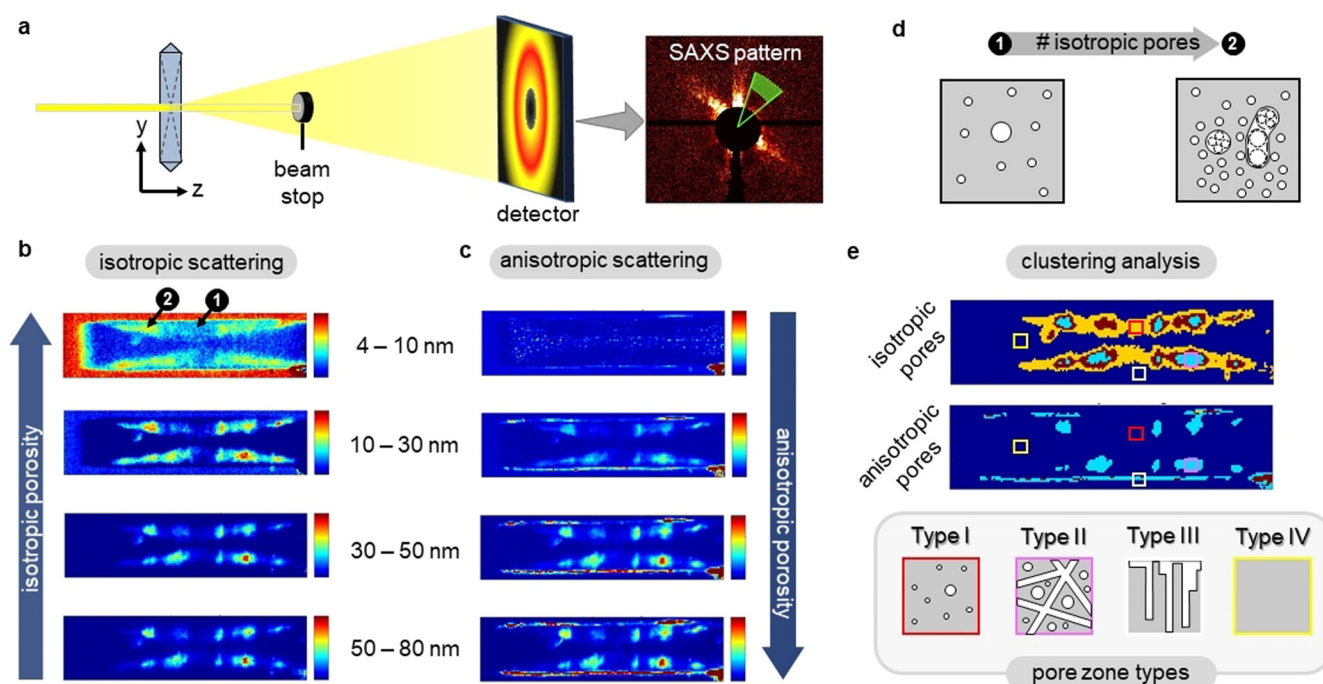 a
y
z
beam
stop
detector
SAXS pattern
d
1 # isotropic pores 2
b
isotropic scattering
2 1
isotropic porosity
4 – 10 nm
10 – 30 nm
30 – 50 nm
50 – 80 nm
c
anisotropic scattering
anisotropic porosity
e
clustering analysis
isotropic
pores
anisotropic
pores
Type I Type II Type III Type IV
pore zone types